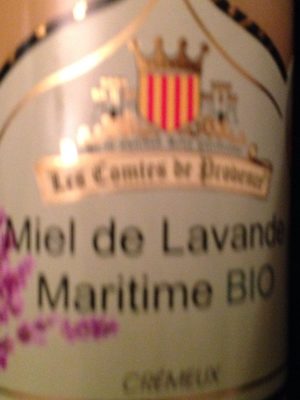 Les Comtes de Provence
Miel de Lavande
Maritime BIO
CRÉMEUX